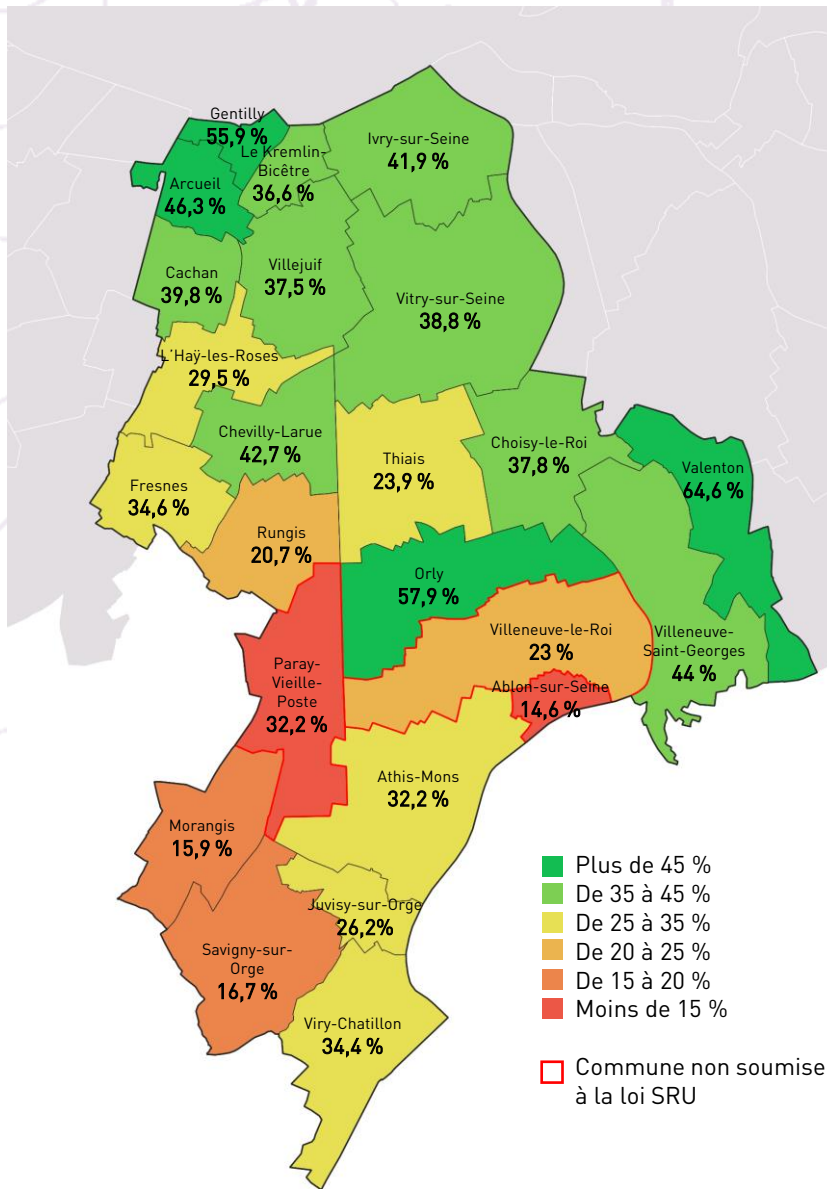 Gentilly
55,9 %
Le Kremlin-
Bicêtre
36,6 %
Ivry-sur-Seine
41,9 %
Arcueil
46,3 %
Cachan
39,8 %
Villejuif
37,5 %
Vitry-sur-Seine
38,8 %
L'Haÿ-les-Roses
29,5 %
Chevilly-Larue
42,7 %
Thiais
23,9 %
Choisy-le-Roi
37,8 %
Valenton
64,6 %
Fresnes
34,6 %
Rungis
20,7 %
Orly
57,9 %
Villeneuve-le-Roi
23 %
Villeneuve-
Saint-Georges
44 %
Paray-
Vieille-
Poste
32,2 %
Ablon-sur-Seine
14,6 %
Athis-Mons
32,2 %
Morangis
15,9 %
Juvisy-sur-Orge
26,2%
Savigny-sur-
Orge
16,7 %
Viry-Chatillon
34,4 %
Plus de 45 %
De 35 à 45 %
De 25 à 35 %
De 20 à 25 %
De 15 à 20 %
Moins de 15 %
Commune non soumise
à la loi SRU